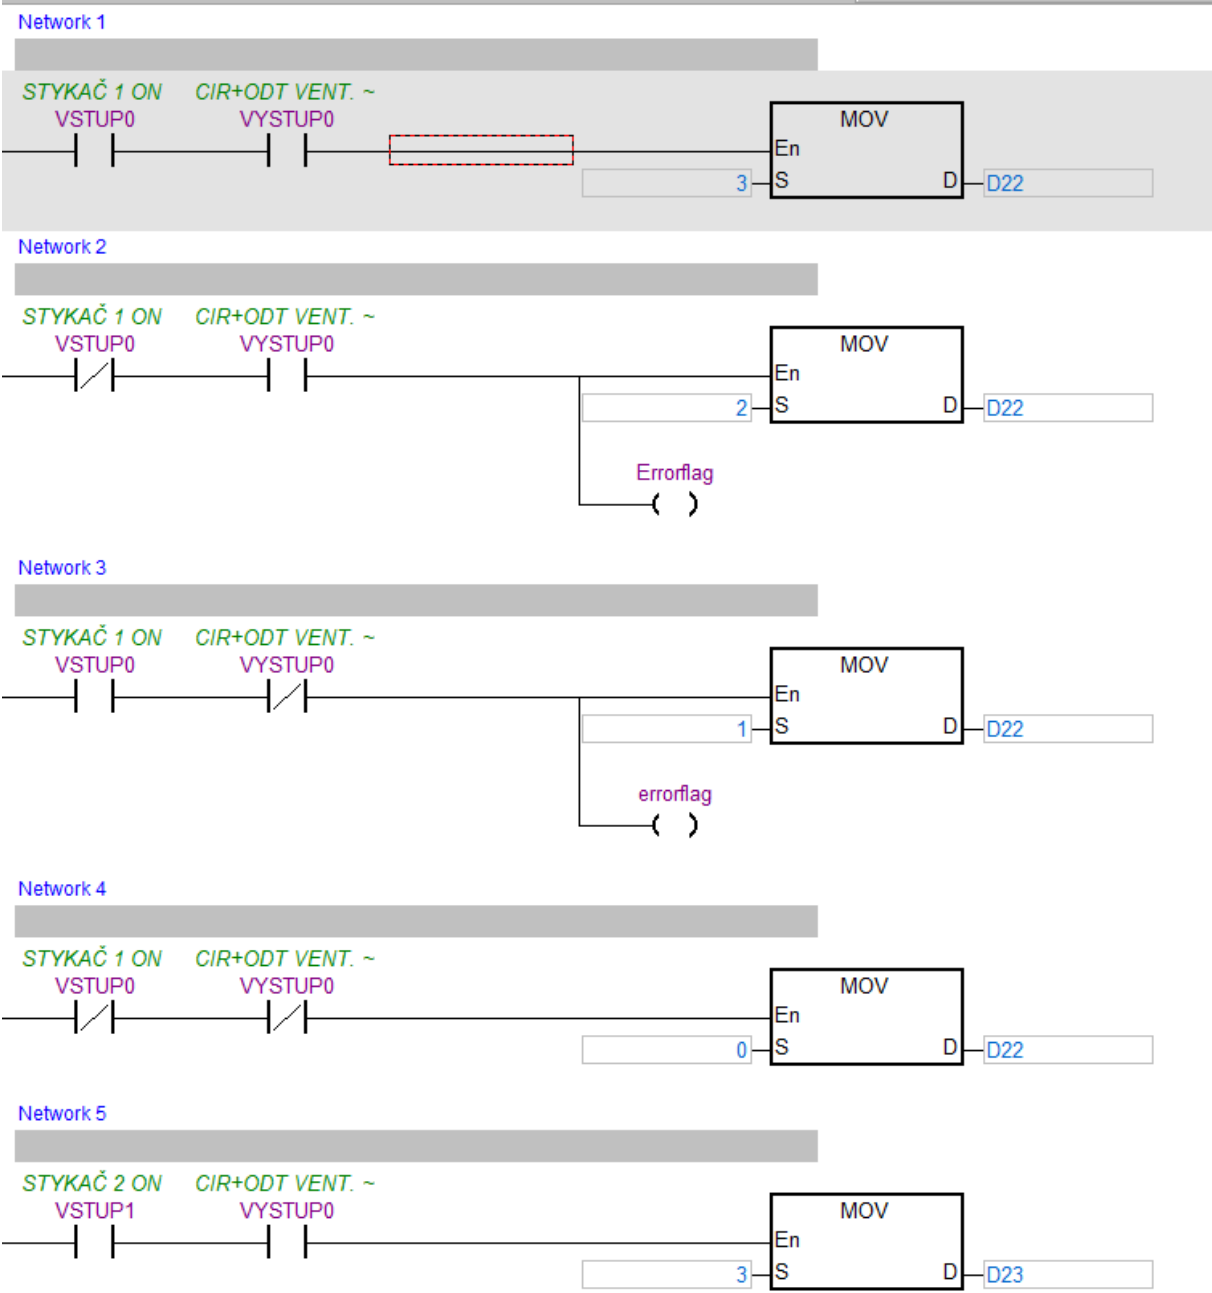 Network 1
STYKAČ 1 ON CIR+ODT VENT. ~
VSTUP0 VYSTUP0 MOV
En
3 S D D22
Network 2
STYKAČ 1 ON CIR+ODT VENT. ~
VSTUP0 VYSTUP0 MOV
En
2 S D D22
Errorflag
Network 3
STYKAČ 1 ON CIR+ODT VENT. ~
VSTUP0 VYSTUP0 MOV
En
1 S D D22
errorflag
Network 4
STYKAČ 1 ON CIR+ODT VENT. ~
VSTUP0 VYSTUP0 MOV
En
0 S D D22
Network 5
STYKAČ 2 ON CIR+ODT VENT. ~
VSTUP1 VYSTUP0 MOV
En
3 S D D23